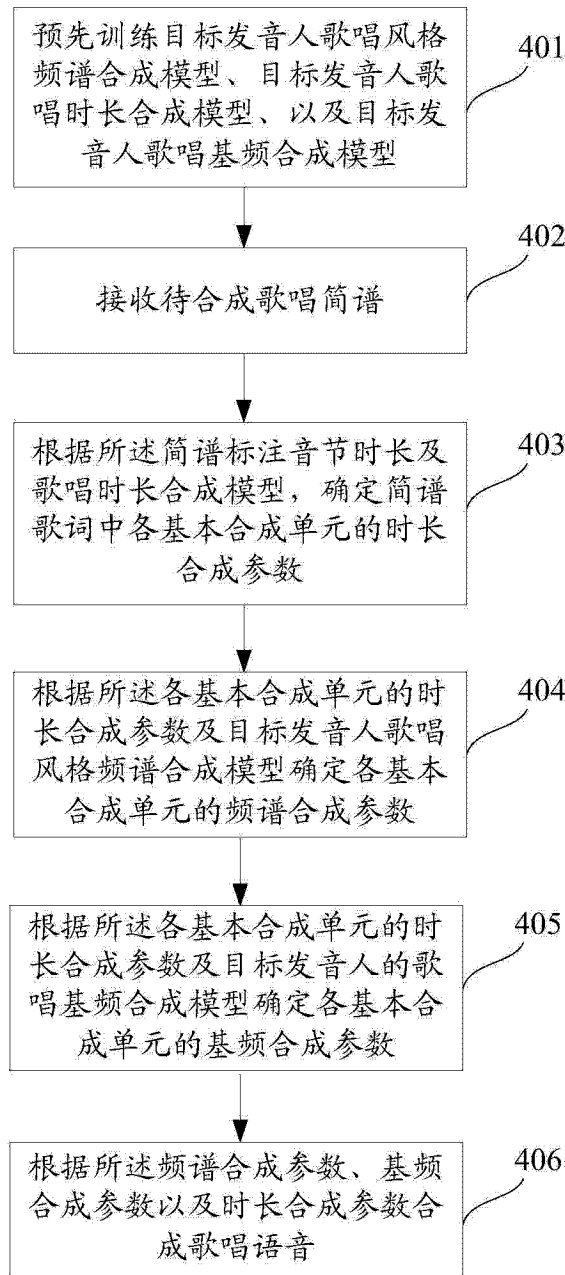 预先训练目标发音人歌唱风格
频谱合成模型、目标发音人歌
唱时长合成模型、以及目标发
音人歌唱基频合成模型
401
接收待合成歌唱简谱
402
根据所述简谱标注音节时长及
歌唱时长合成模型，确定简谱
歌词中各基本合成单元的时长
合成参数
403
根据所述各基本合成单元的时
长合成参数及目标发音人歌唱
风格频谱合成模型确定各基本
合成单元的频谱合成参数
404
根据所述各基本合成单元的时
长合成参数及目标发音人的歌
唱基频合成模型确定各基本合
成单元的基频合成参数
405
根据所述频谱合成参数、基频
合成参数以及时长合成参数合
成歌唱语音
406